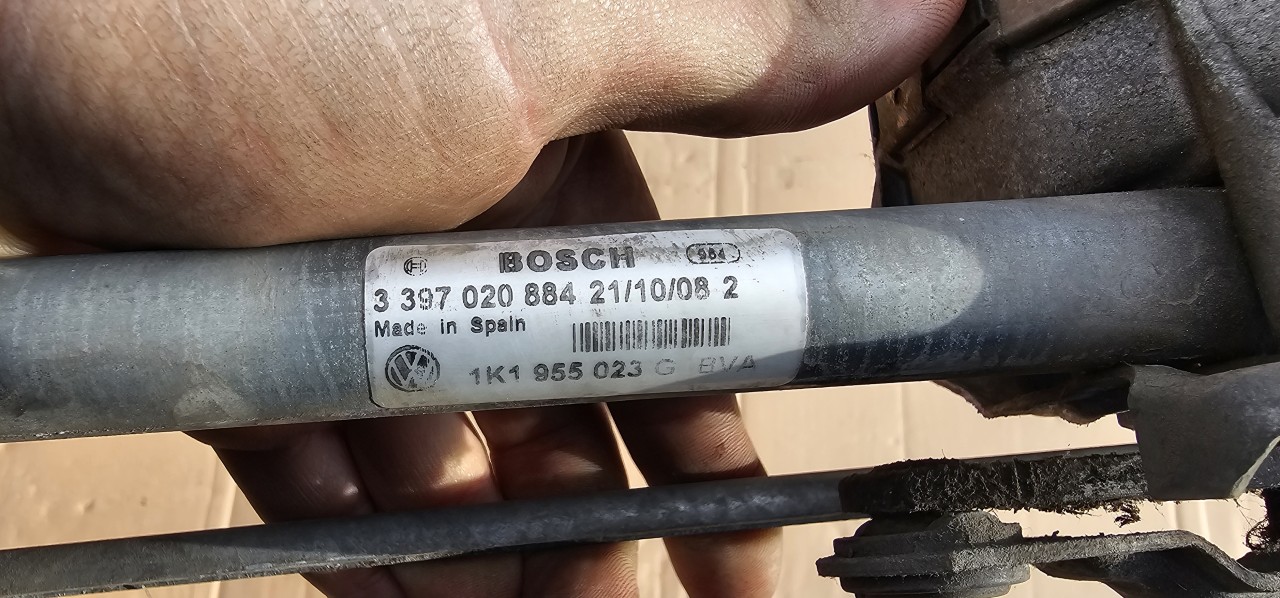 BOSCH 984
3 397 020 884 21/10/08 2
Made in Spain
1K1 955 023 G BVA